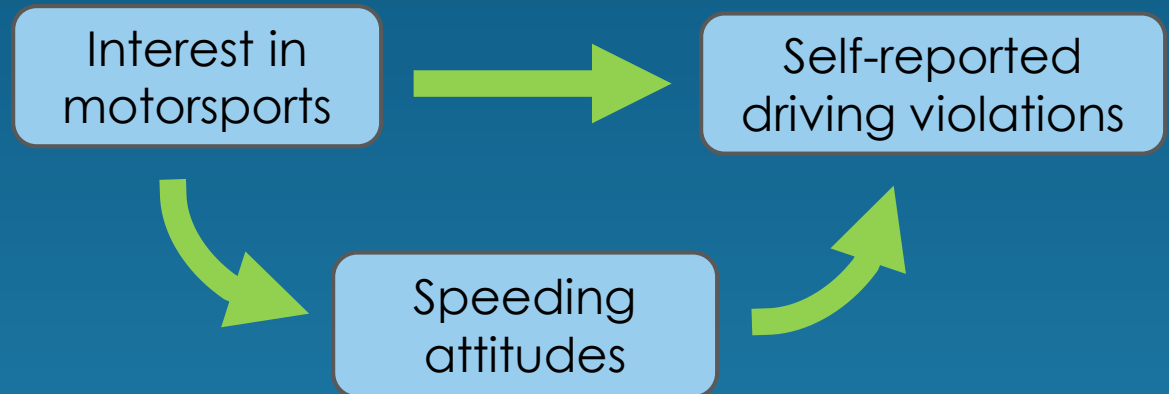 Interest in
motorsports
Self-reported
driving violations
Speeding
attitudes